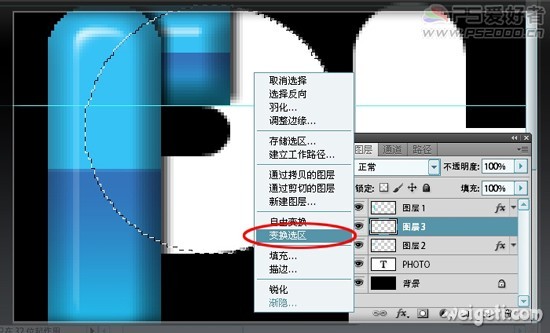 PS爱好者
www.PS2000.cn
取消选择
选择反向
羽化...
调整边缘...
存储选区...
建立工作路径...
通过拷贝的图层
通过剪切的图层
新建图层...
自由变换
变换选区
填充...
描边...
锐化
渐隐...
图层 通道 路径
正常 不透明度: 100%
锁定: 填充: 100%
图层 1 fx
图层 3
图层 2 fx
T PHOTO
背景
fx
weigeti.com